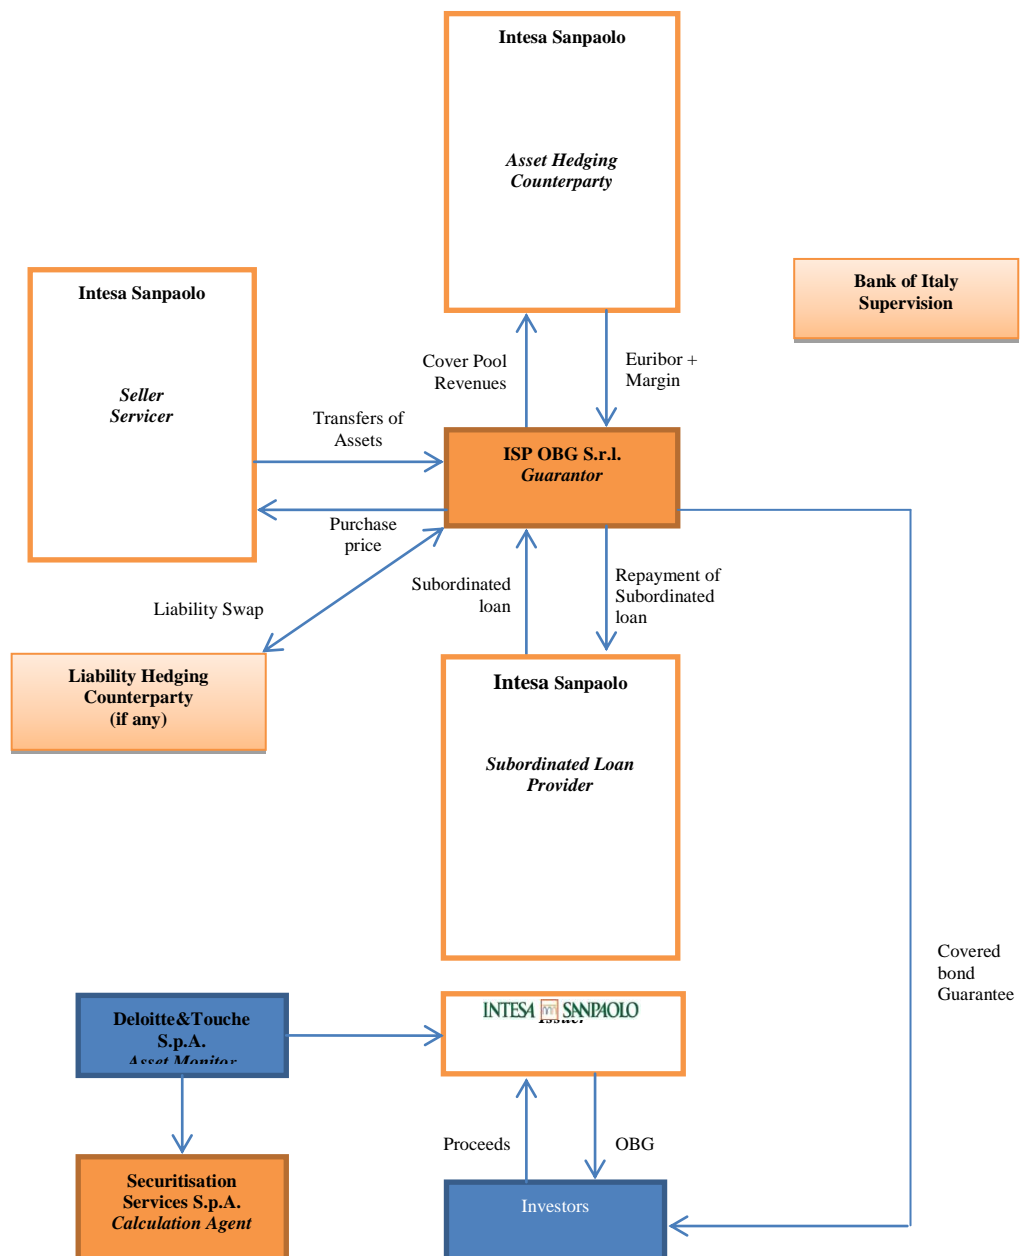 Intesa Sanpaolo
Asset Hedging
Counterparty
Intesa Sanpaolo
Seller
Servicer
Bank of Italy
Supervision
Cover Pool
Revenues
Euribor +
Margin
Transfers of
Assets
ISP OBG S.r.l.
Guarantor
Purchase
price
Liability Swap
Subordinated
loan
Repayment of
Subordinated
loan
Liability Hedging
Counterparty
(if any)
Intesa Sanpaolo
Subordinated Loan
Provider
Covered
bond
Guarantee
Deloitte&Touche
S.p.A.
Asset Monitor
INTESA SANPAOLO
Issuer
Proceeds
OBG
Securitisation
Services S.p.A.
Calculation Agent
Investors